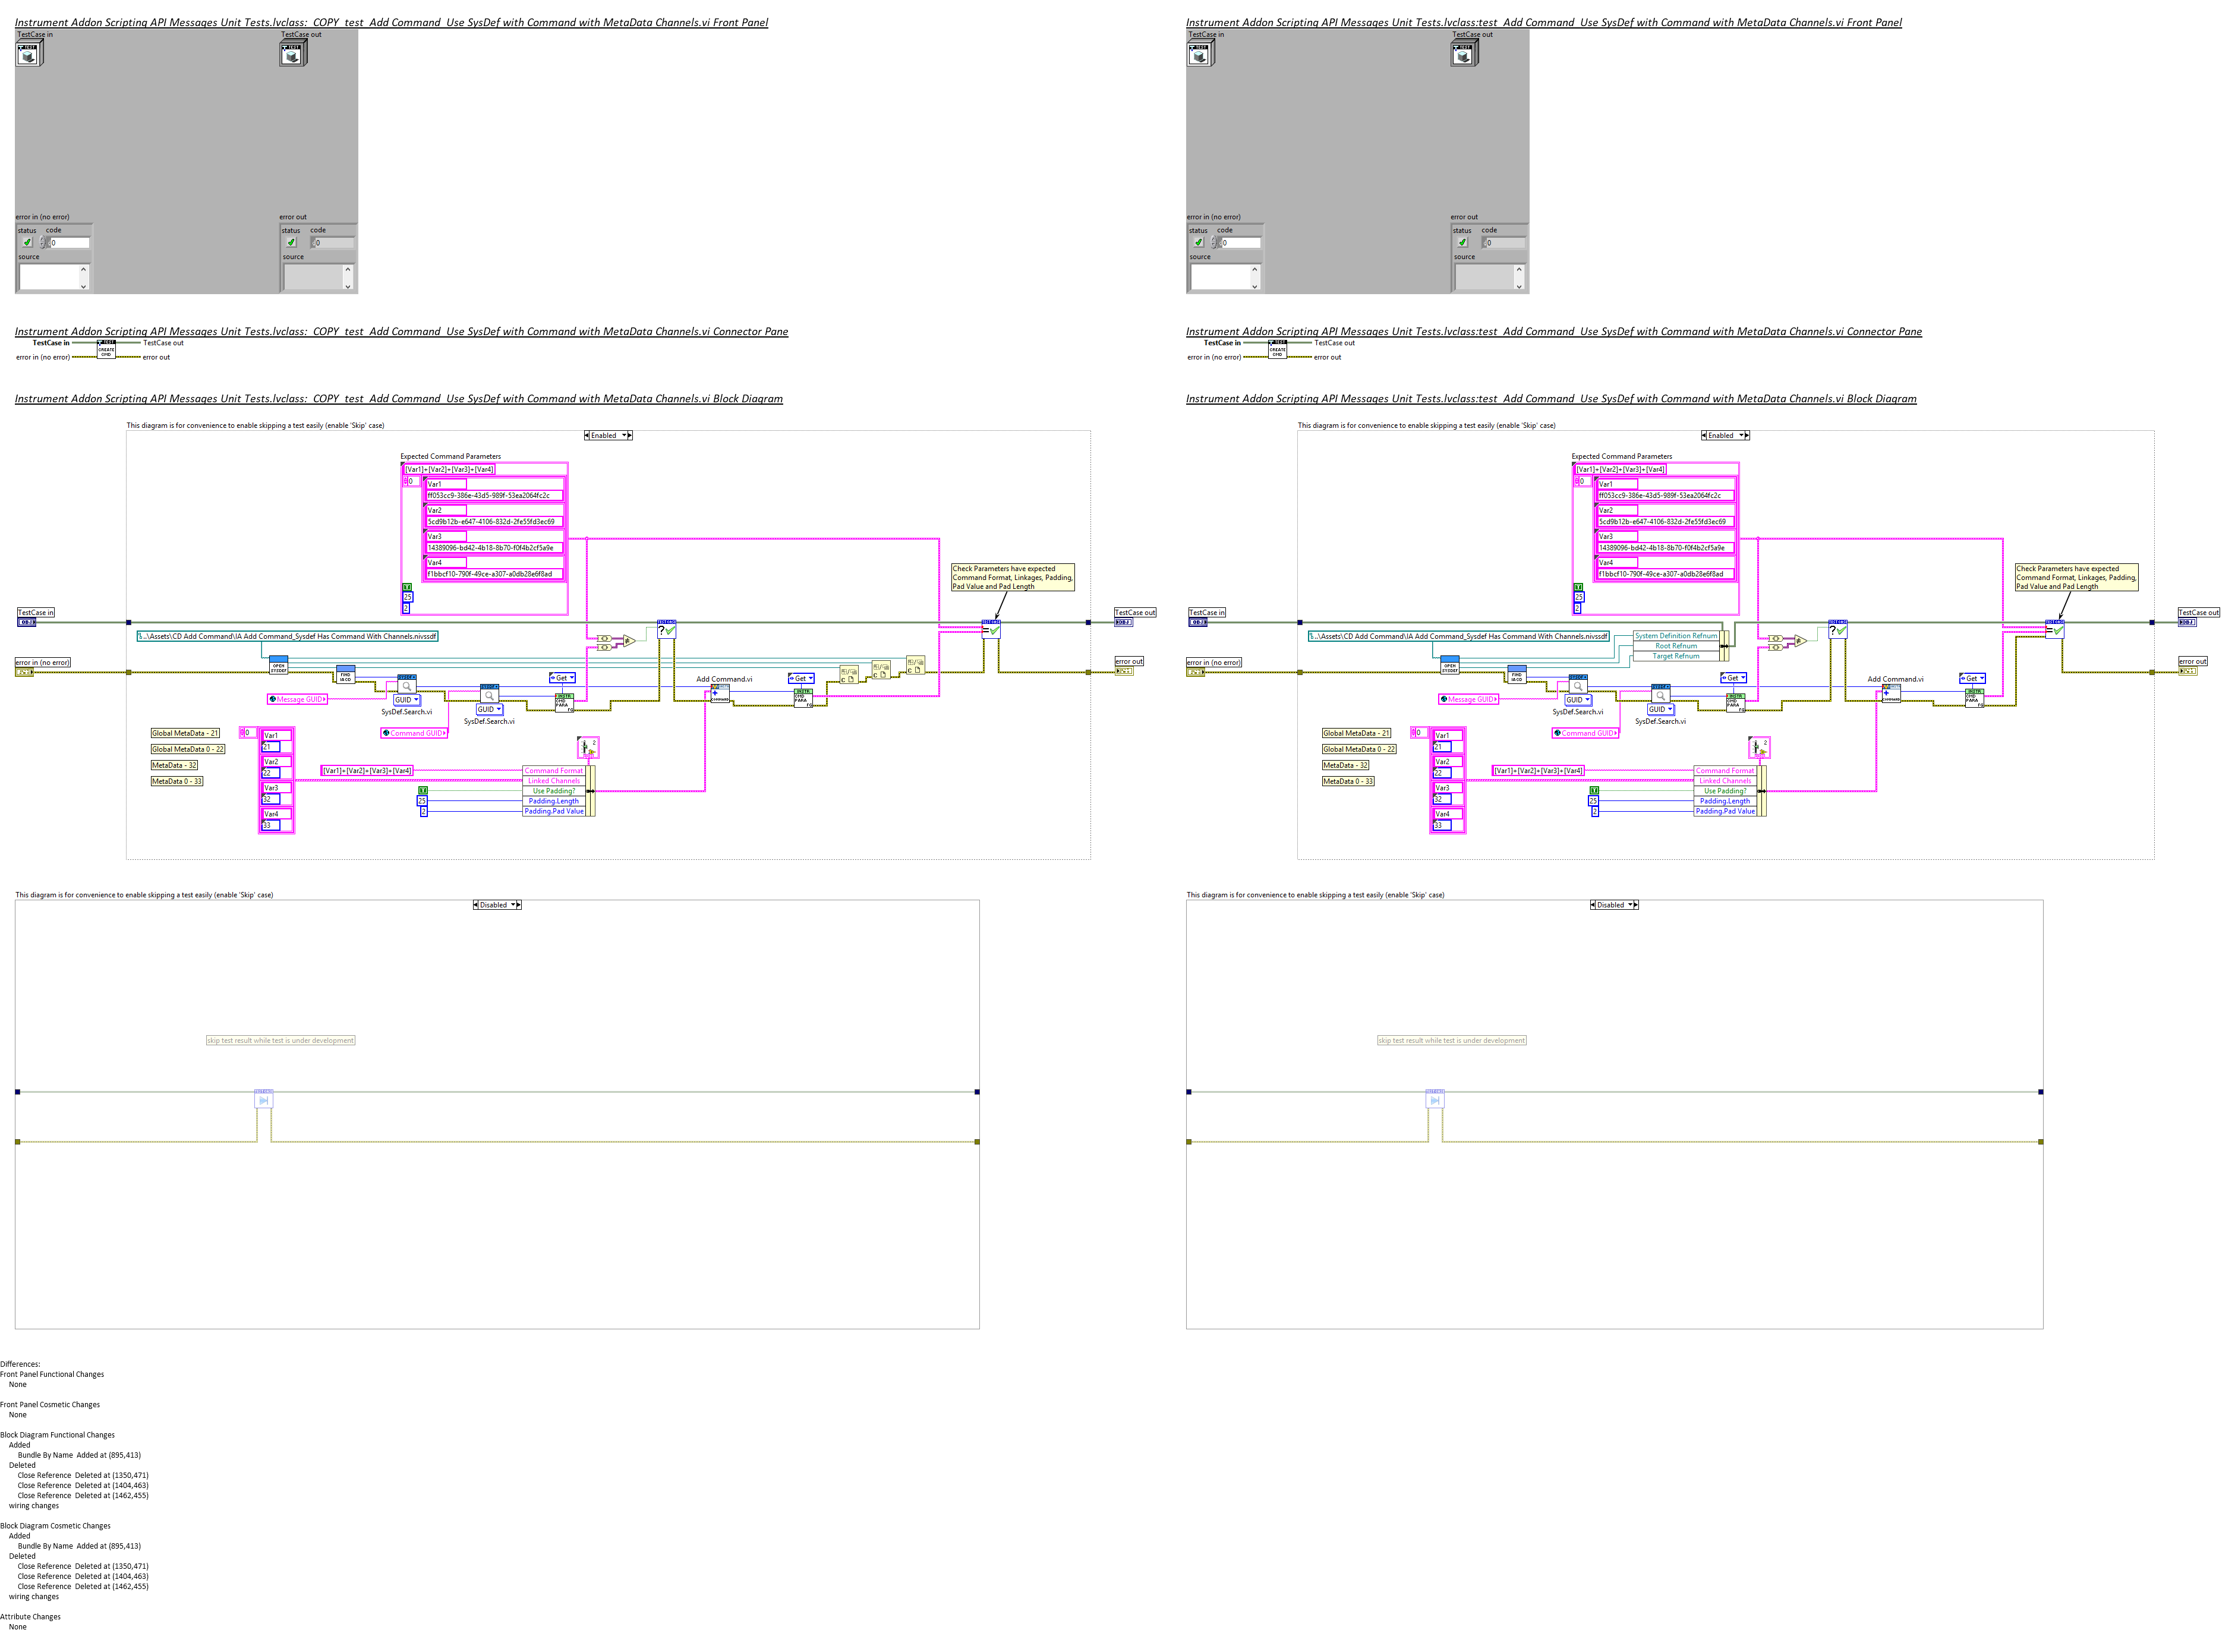 Instrument Addon Scripting API Messages Unit Tests.lvclass:_COPY_test_Add Command_Use SysDef with Command with MetaData Channels.vi Front Panel
TestCase in
TestCase out
error in (no error)
status code
0
source
error out
status code
0
source
Instrument Addon Scripting API Messages Unit Tests.lvclass:_COPY_test_Add Command_Use SysDef with Command with MetaData Channels.vi Connector Pane
TestCase in
TEST
CREATE
CMD
TestCase out
error in (no error)
error out
Instrument Addon Scripting API Messages Unit Tests.lvclass:_COPY_test_Add Command_Use SysDef with Command with MetaData Channels.vi Block Diagram
This diagram is for convenience to enable skipping a test easily (enable 'Skip' case)
Enabled
Expected Command Parameters
[Var1]+[Var2]+[Var3]+[Var4]
0
Var1
ff053cc9-386e-43d5-989f-53ea2064fc2c
Var2
5cd9b12b-e647-4106-832d-2fe55fd3ec69
Var3
14389096-bd42-4b18-8b70-f0f4b2cf5a9e
Var4
f1bbcf10-790f-49ce-a307-a0db28e6f8ad
25
2
Check Parameters have expected
Command Format, Linkages, Padding,
Pad Value and Pad Length
TestCase in
TestCase out
..\Assets\CD Add Command\IA Add Command_Sysdef Has Command With Channels.nivssdf
error in (no error)
error out
OPEN
SYSDEF
FIND
IA CD
GUID
SysDef.Search.vi
GUID
SysDef.Search.vi
Get
CMD
PARA
Add Command.vi
Get
CMD
PARA
Message GUID
Command GUID
Global MetaData - 21
Global MetaData 0 - 22
MetaData - 32
MetaData 0 - 33
0
Var1
21
Var2
22
Var3
32
Var4
33
[Var1]+[Var2]+[Var3]+[Var4]
25
2
Command Format
Linked Channels
Use Padding?
Padding.Length
Padding.Pad Value
This diagram is for convenience to enable skipping a test easily (enable 'Skip' case)
Disabled
skip test result while test is under development
Instrument Addon Scripting API Messages Unit Tests.lvclass:test_Add Command_Use SysDef with Command with MetaData Channels.vi Front Panel
TestCase in
TestCase out
error in (no error)
status code
0
source
error out
status code
0
source
Instrument Addon Scripting API Messages Unit Tests.lvclass:test_Add Command_Use SysDef with Command with MetaData Channels.vi Connector Pane
TestCase in
TEST
CREATE
CMD
TestCase out
error in (no error)
error out
Instrument Addon Scripting API Messages Unit Tests.lvclass:test_Add Command_Use SysDef with Command with MetaData Channels.vi Block Diagram
This diagram is for convenience to enable skipping a test easily (enable 'Skip' case)
Enabled
Expected Command Parameters
[Var1]+[Var2]+[Var3]+[Var4]
0
Var1
ff053cc9-386e-43d5-989f-53ea2064fc2c
Var2
5cd9b12b-e647-4106-832d-2fe55fd3ec69
Var3
14389096-bd42-4b18-8b70-f0f4b2cf5a9e
Var4
f1bbcf10-790f-49ce-a307-a0db28e6f8ad
25
2
Check Parameters have expected
Command Format, Linkages, Padding,
Pad Value and Pad Length
TestCase in
TestCase out
..\Assets\CD Add Command\IA Add Command_Sysdef Has Command With Channels.nivssdf
System Definition Refnum
Root Refnum
Target Refnum
error in (no error)
error out
OPEN
SYSDEF
FIND
IA CD
GUID
SysDef.Search.vi
GUID
SysDef.Search.vi
Get
CMD
PARA
Add Command.vi
Get
CMD
PARA
Message GUID
Command GUID
Global MetaData - 21
Global MetaData 0 - 22
MetaData - 32
MetaData 0 - 33
0
Var1
21
Var2
22
Var3
32
Var4
33
[Var1]+[Var2]+[Var3]+[Var4]
25
2
Command Format
Linked Channels
Use Padding?
Padding.Length
Padding.Pad Value
This diagram is for convenience to enable skipping a test easily (enable 'Skip' case)
Disabled
skip test result while test is under development
Differences:
Front Panel Functional Changes
None
Front Panel Cosmetic Changes
None
Block Diagram Functional Changes
Added
Bundle By Name Added at (895,413)
Deleted
Close Reference Deleted at (1350,471)
Close Reference Deleted at (1404,463)
Close Reference Deleted at (1462,455)
wiring changes
Block Diagram Cosmetic Changes
Added
Bundle By Name Added at (895,413)
Deleted
Close Reference Deleted at (1350,471)
Close Reference Deleted at (1404,463)
Close Reference Deleted at (1462,455)
wiring changes
Attribute Changes
None